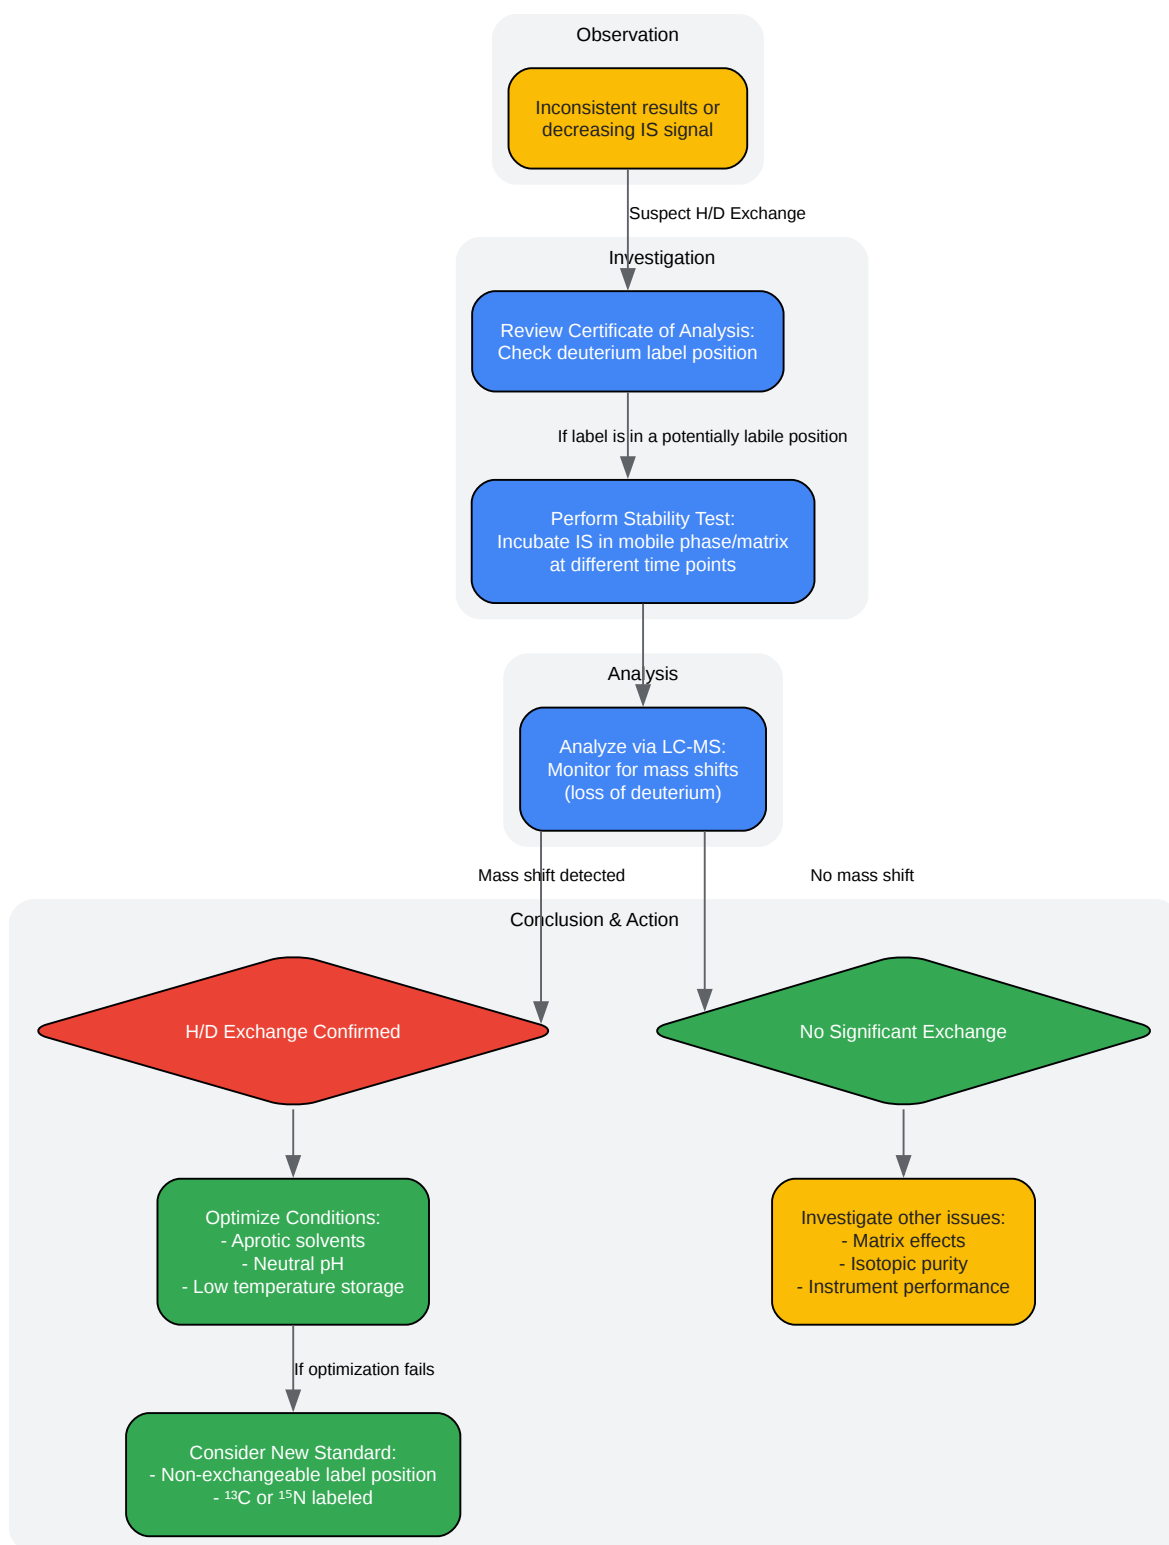 Observation
Inconsistent results or
decreasing IS signal
Suspect H/D Exchange
Investigation
Review Certificate of Analysis:
Check deuterium label position
If label is in a potentially labile position
Perform Stability Test:
Incubate IS in mobile phase/matrix
at different time points
Analysis
Analyze via LC-MS:
Monitor for mass shifts
(loss of deuterium)
Mass shift detected
No mass shift
Conclusion & Action
H/D Exchange Confirmed
No Significant Exchange
Optimize Conditions:
- Aprotic solvents
- Neutral pH
- Low temperature storage
Investigate other issues:
- Matrix effects
- Isotopic purity
- Instrument performance
If optimization fails
Consider New Standard:
- Non-exchangeable label position
- ¹³C or ¹⁵N labeled